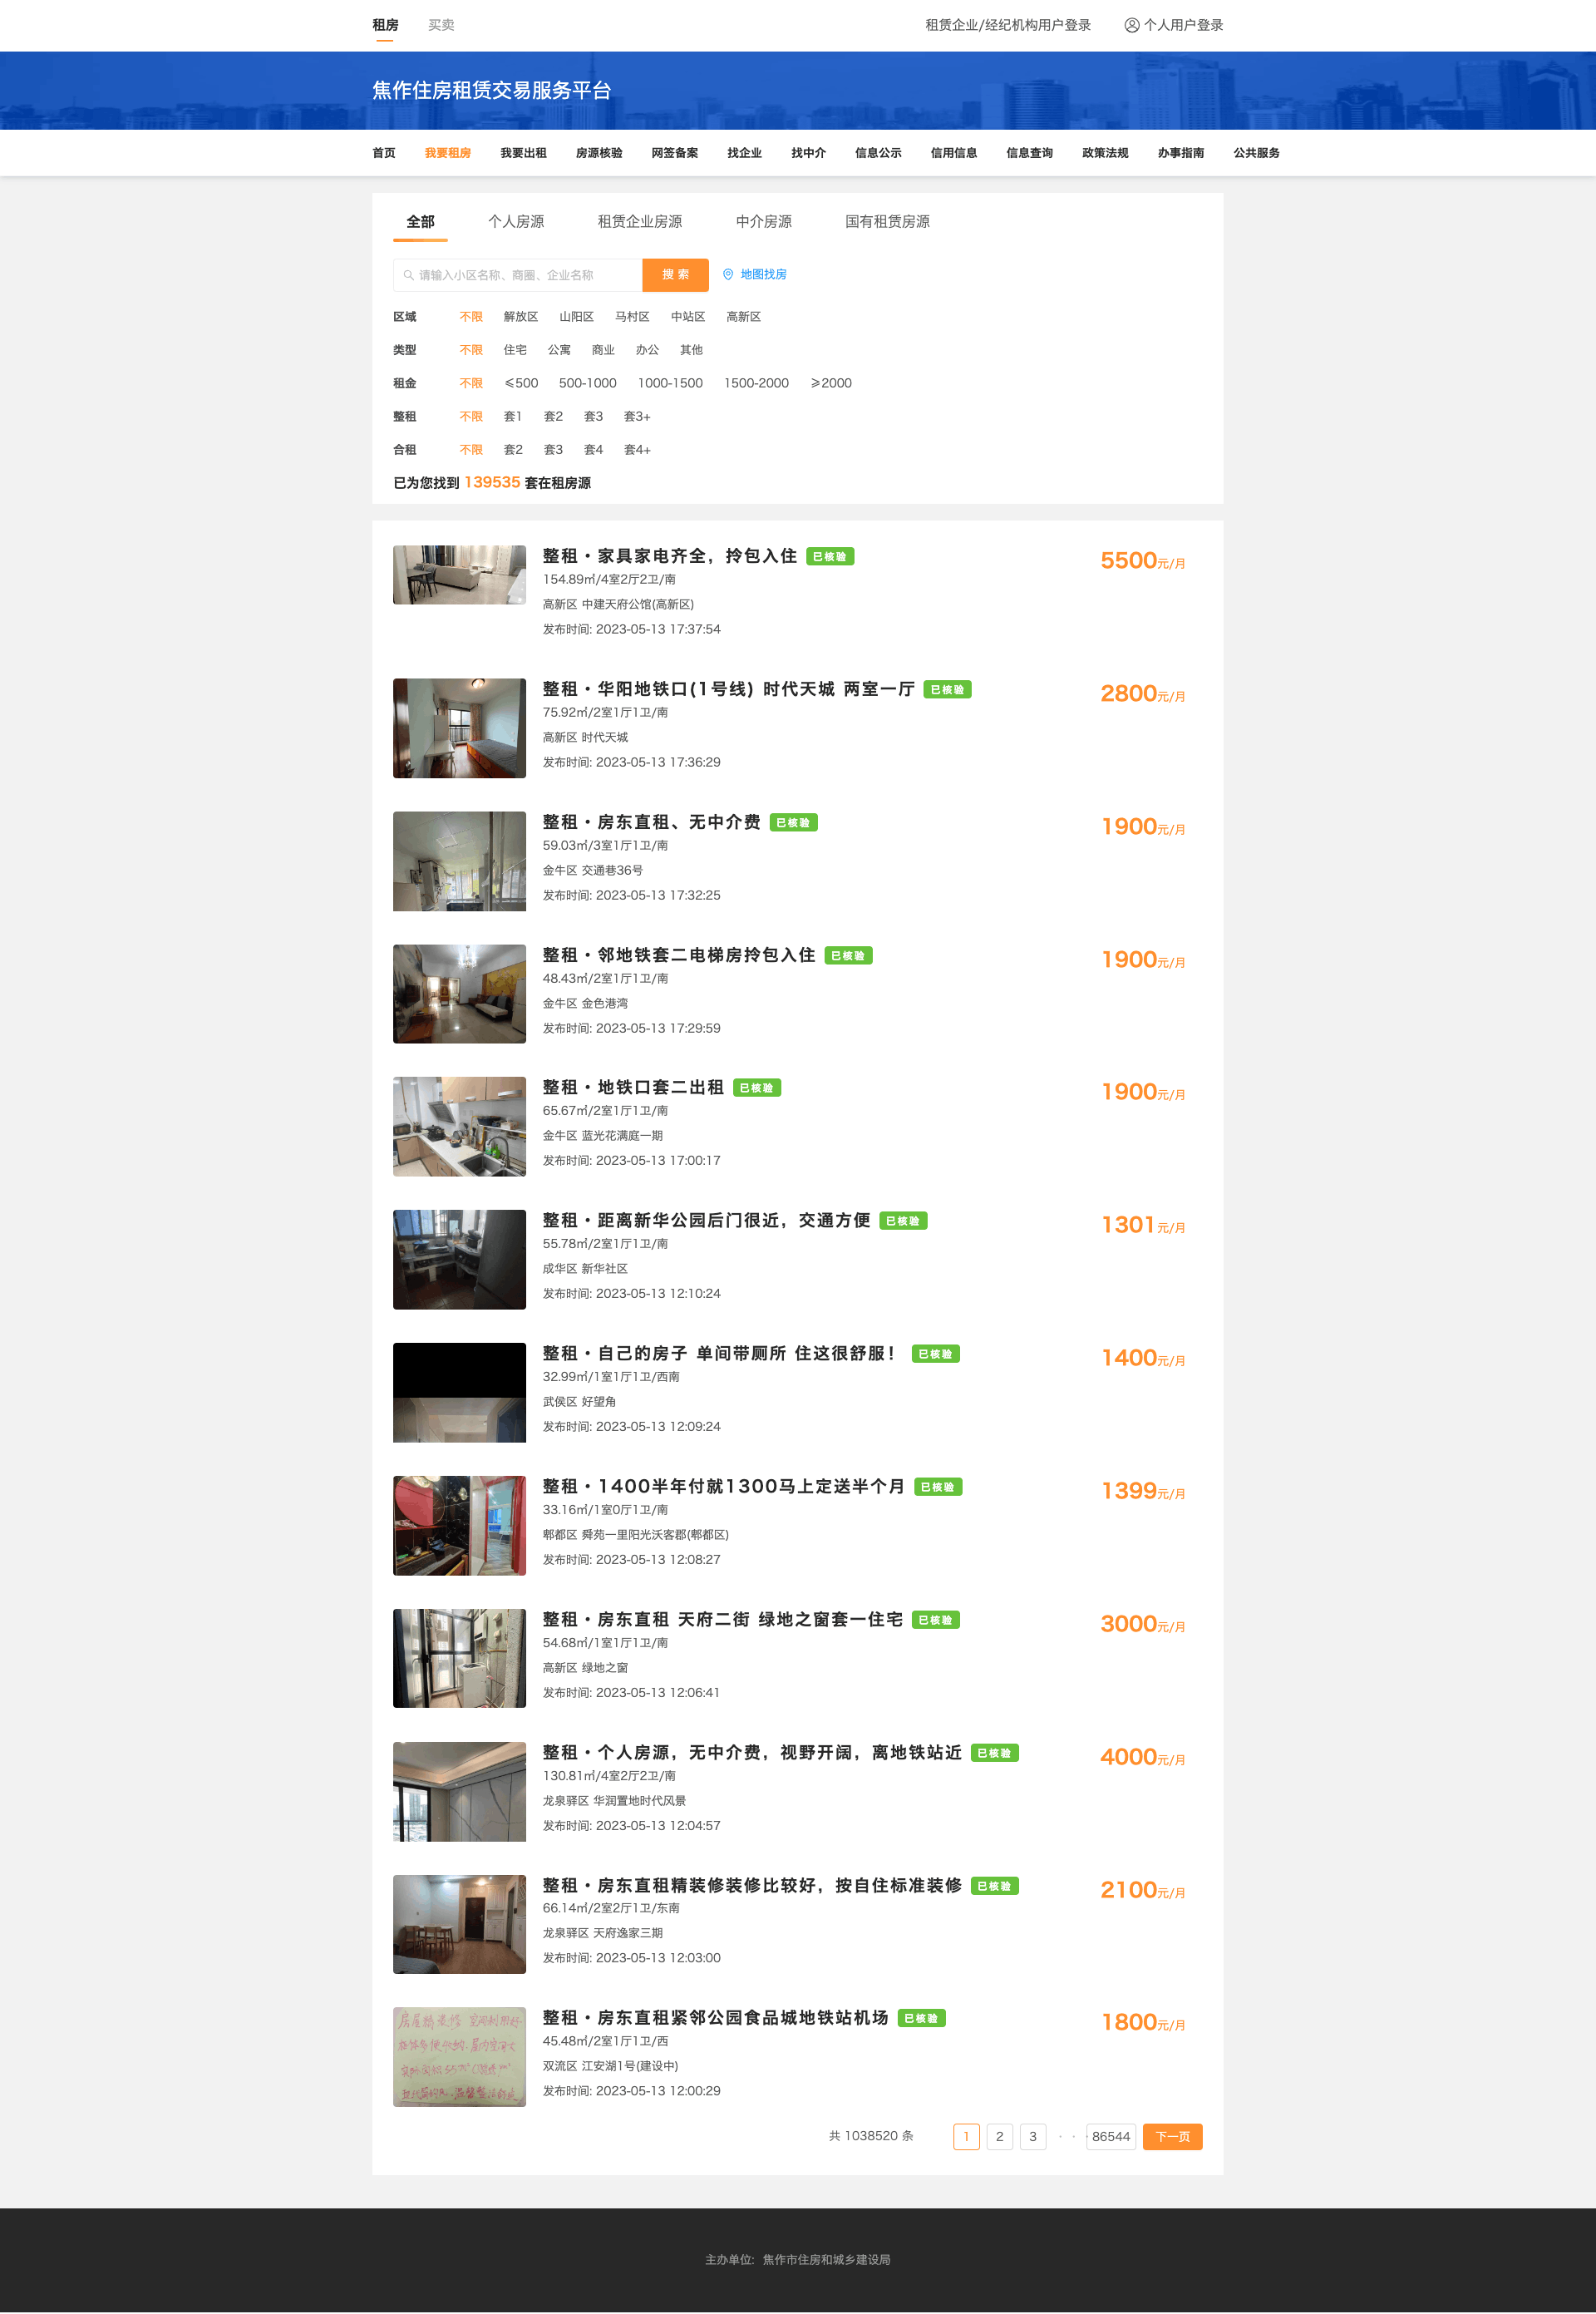 租房 买卖 租赁企业/经纪机构用户登录 个人用户登录
焦作住房租赁交易服务平台
首页 我要租房 我要出租 房源核验 网签备案 找企业 找中介 信息公示 信用信息 信息查询 政策法规 办事指南 公共服务
全部 个人房源 租赁企业房源 中介房源 国有租赁房源
请输入小区名称、商圈、企业名称 搜 索 地图找房
区域 不限 解放区 山阳区 马村区 中站区 高新区
类型 不限 住宅 公寓 商业 办公 其他
租金 不限 ≤500 500-1000 1000-1500 1500-2000 ≥2000
整租 不限 套1 套2 套3 套3+
合租 不限 套2 套3 套4 套4+
已为您找到 139535 套在租房源
整租·家具家电齐全，拎包入住 已核验 5500元/月
154.89㎡/4室2厅2卫/南
高新区 中建天府公馆(高新区)
发布时间: 2023-05-13 17:37:54
整租·华阳地铁口(1号线) 时代天城 两室一厅 已核验 2800元/月
75.92㎡/2室1厅1卫/南
高新区 时代天城
发布时间: 2023-05-13 17:36:29
整租·房东直租、无中介费 已核验 1900元/月
59.03㎡/3室1厅1卫/南
金牛区 交通巷36号
发布时间: 2023-05-13 17:32:25
整租·邻地铁套二电梯房拎包入住 已核验 1900元/月
48.43㎡/2室1厅1卫/南
金牛区 金色港湾
发布时间: 2023-05-13 17:29:59
整租·地铁口套二出租 已核验 1900元/月
65.67㎡/2室1厅1卫/南
金牛区 蓝光花满庭一期
发布时间: 2023-05-13 17:00:17
整租·距离新华公园后门很近，交通方便 已核验 1301元/月
55.78㎡/2室1厅1卫/南
成华区 新华社区
发布时间: 2023-05-13 12:10:24
整租·自己的房子 单间带厕所 住这很舒服！ 已核验 1400元/月
32.99㎡/1室1厅1卫/西南
武侯区 好望角
发布时间: 2023-05-13 12:09:24
整租·1400半年付就1300马上定送半个月 已核验 1399元/月
33.16㎡/1室0厅1卫/南
郫都区 舜苑一里阳光沃客郡(郫都区)
发布时间: 2023-05-13 12:08:27
整租·房东直租 天府二街 绿地之窗套一住宅 已核验 3000元/月
54.68㎡/1室1厅1卫/南
高新区 绿地之窗
发布时间: 2023-05-13 12:06:41
整租·个人房源，无中介费，视野开阔，离地铁站近 已核验 4000元/月
130.81㎡/4室2厅2卫/南
龙泉驿区 华润置地时代风景
发布时间: 2023-05-13 12:04:57
整租·房东直租精装修装修比较好，按自住标准装修 已核验 2100元/月
66.14㎡/2室2厅1卫/东南
龙泉驿区 天府逸家三期
发布时间: 2023-05-13 12:03:00
整租·房东直租紧邻公园食品城地铁站机场 已核验 1800元/月
45.48㎡/2室1厅1卫/西
双流区 江安湖1号(建设中)
发布时间: 2023-05-13 12:00:29
共 1038520 条 1 2 3 ··· 86544 下一页
主办单位: 焦作市住房和城乡建设局